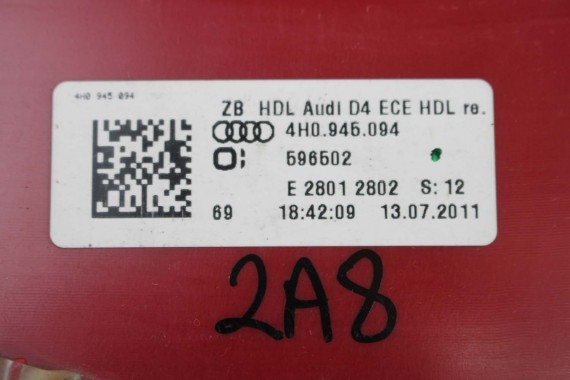 4H0 945 094
ZB HDL Audi D4 ECE HDL re.
4H0.945.094
596502
E 2801 2802 S: 12
69 18:42:09 13.07.2011
2A8